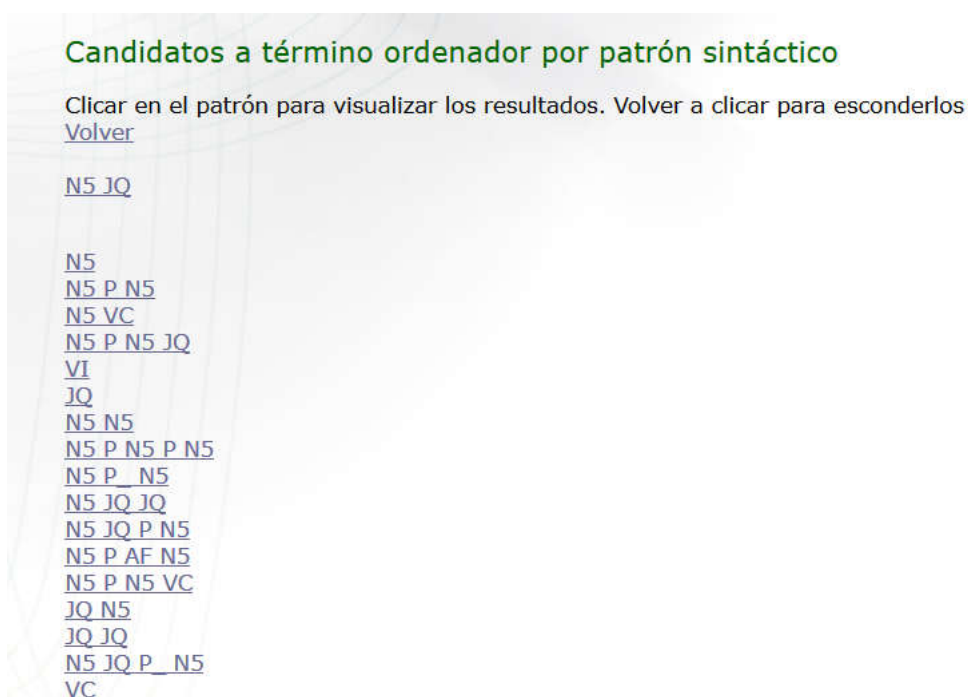 Candidatos a término ordenador por patrón sintáctico
Clicar en el patrón para visualizar los resultados. Volver a clicar para esconderlos
Volver
N5 JQ
N5
N5 P N5
N5 VC
N5 P N5 JQ
VI
JQ
N5 N5
N5 P N5 P N5
N5 P_ N5
N5 JQ JQ
N5 JQ P N5
N5 P AF N5
N5 P N5 VC
JQ N5
JQ JQ
N5 JQ P_ N5
VC